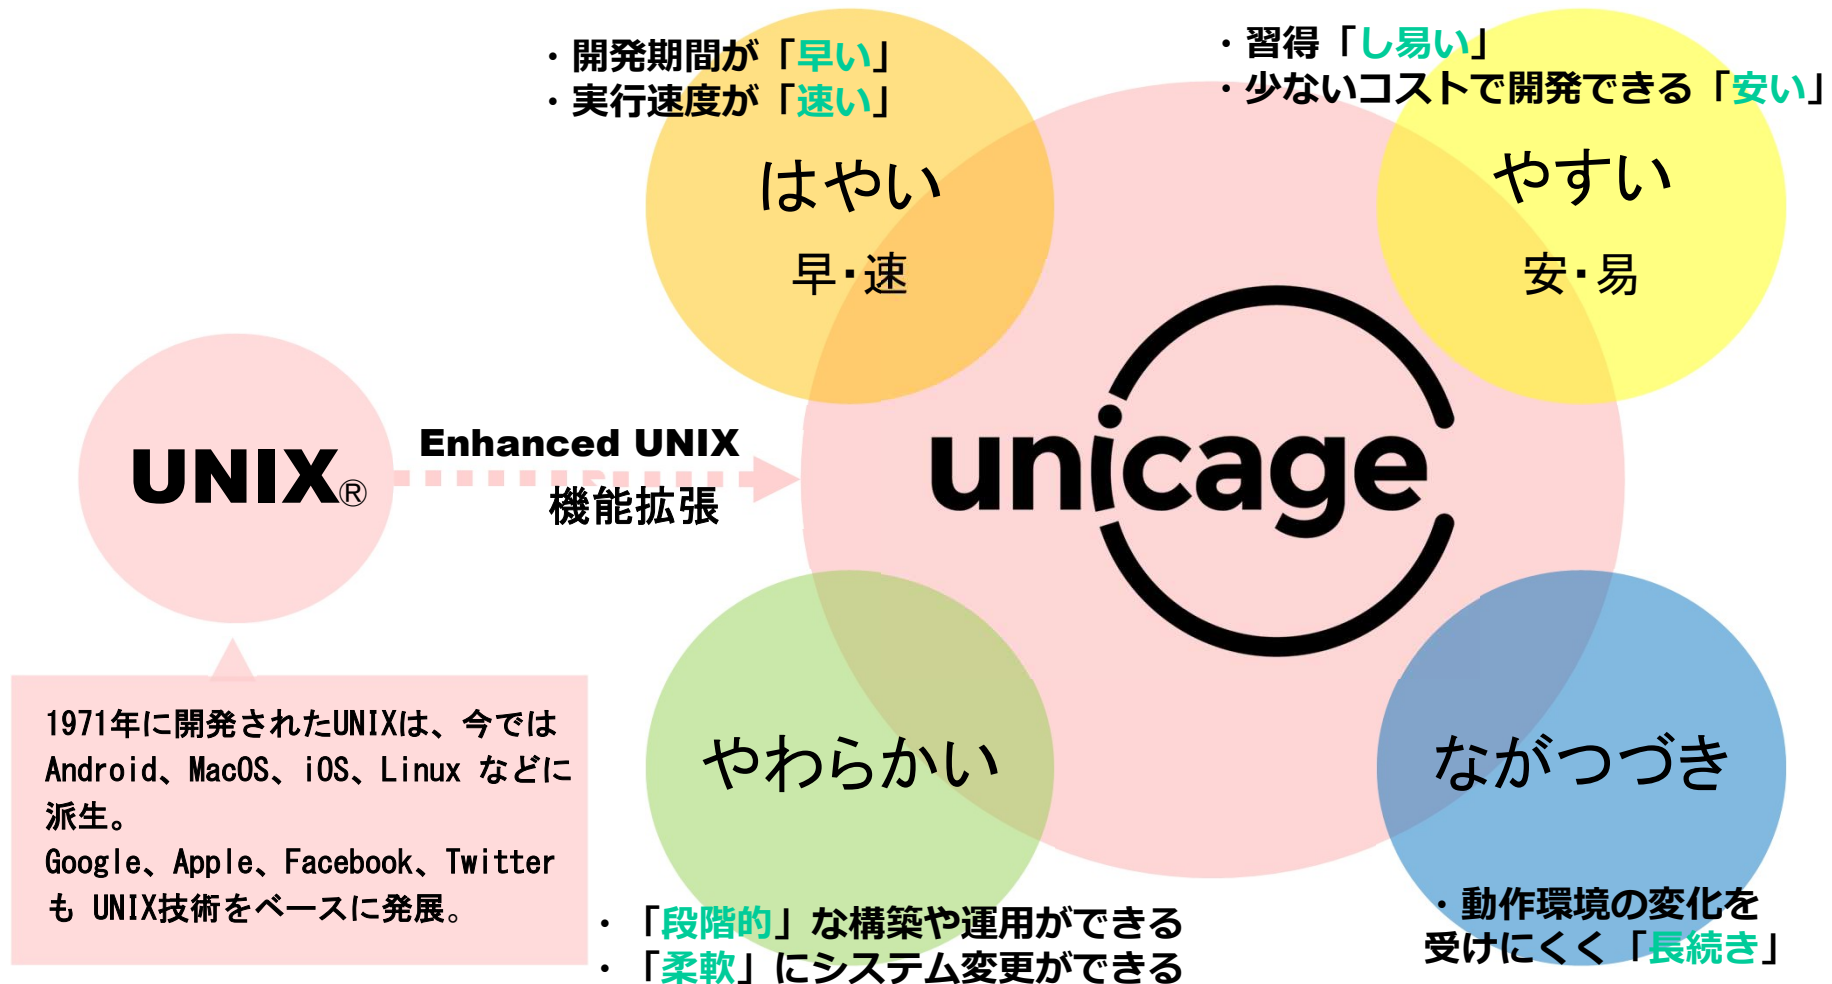 ・開発期間が「早い」
・実行速度が「速い」
はやい
早・速
・習得「し易い」
・少ないコストで開発できる「安い」
やすい
安・易
UNIX®
Enhanced UNIX
機能拡張
unicage
1971年に開発されたUNIXは、今では
Android、MacOS、iOS、Linux などに
派生。
Google、Apple、Facebook、Twitter
も UNIX技術をベースに発展。
やわらかい
・「段階的」な構築や運用ができる
・「柔軟」にシステム変更ができる
ながつづき
・動作環境の変化を
受けにくく「長続き」